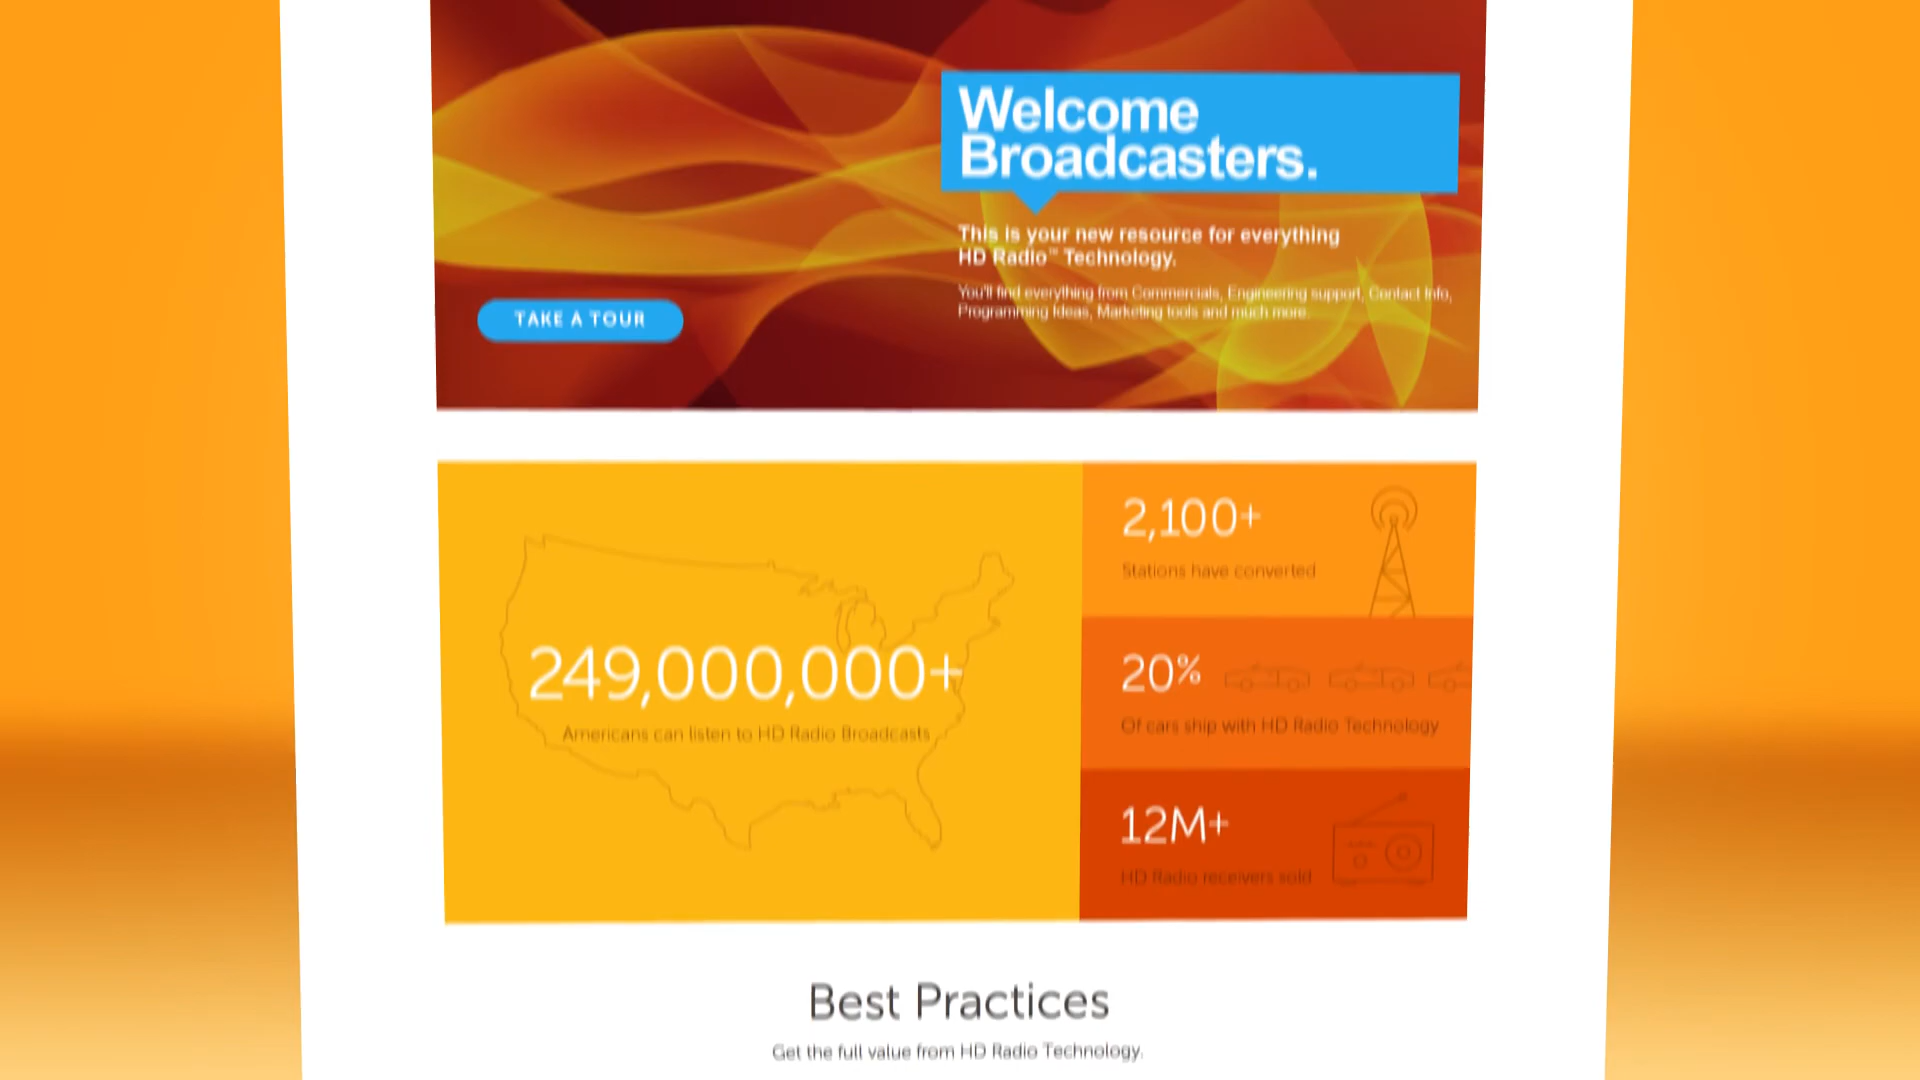 Welcome
Broadcasters.
This is your new resource for everything
HD Radio™ Technology.
You'll find everything from Commercials, Engineering support, Contact Info,
Programming Ideas, Marketing tools and much more.
TAKE A TOUR
249,000,000+
Americans can listen to HD Radio Broadcasts
2,100+
Stations have converted
20%
Of cars ship with HD Radio Technology
12M+
HD Radio receivers sold
Best Practices
Get the full value from HD Radio Technology.